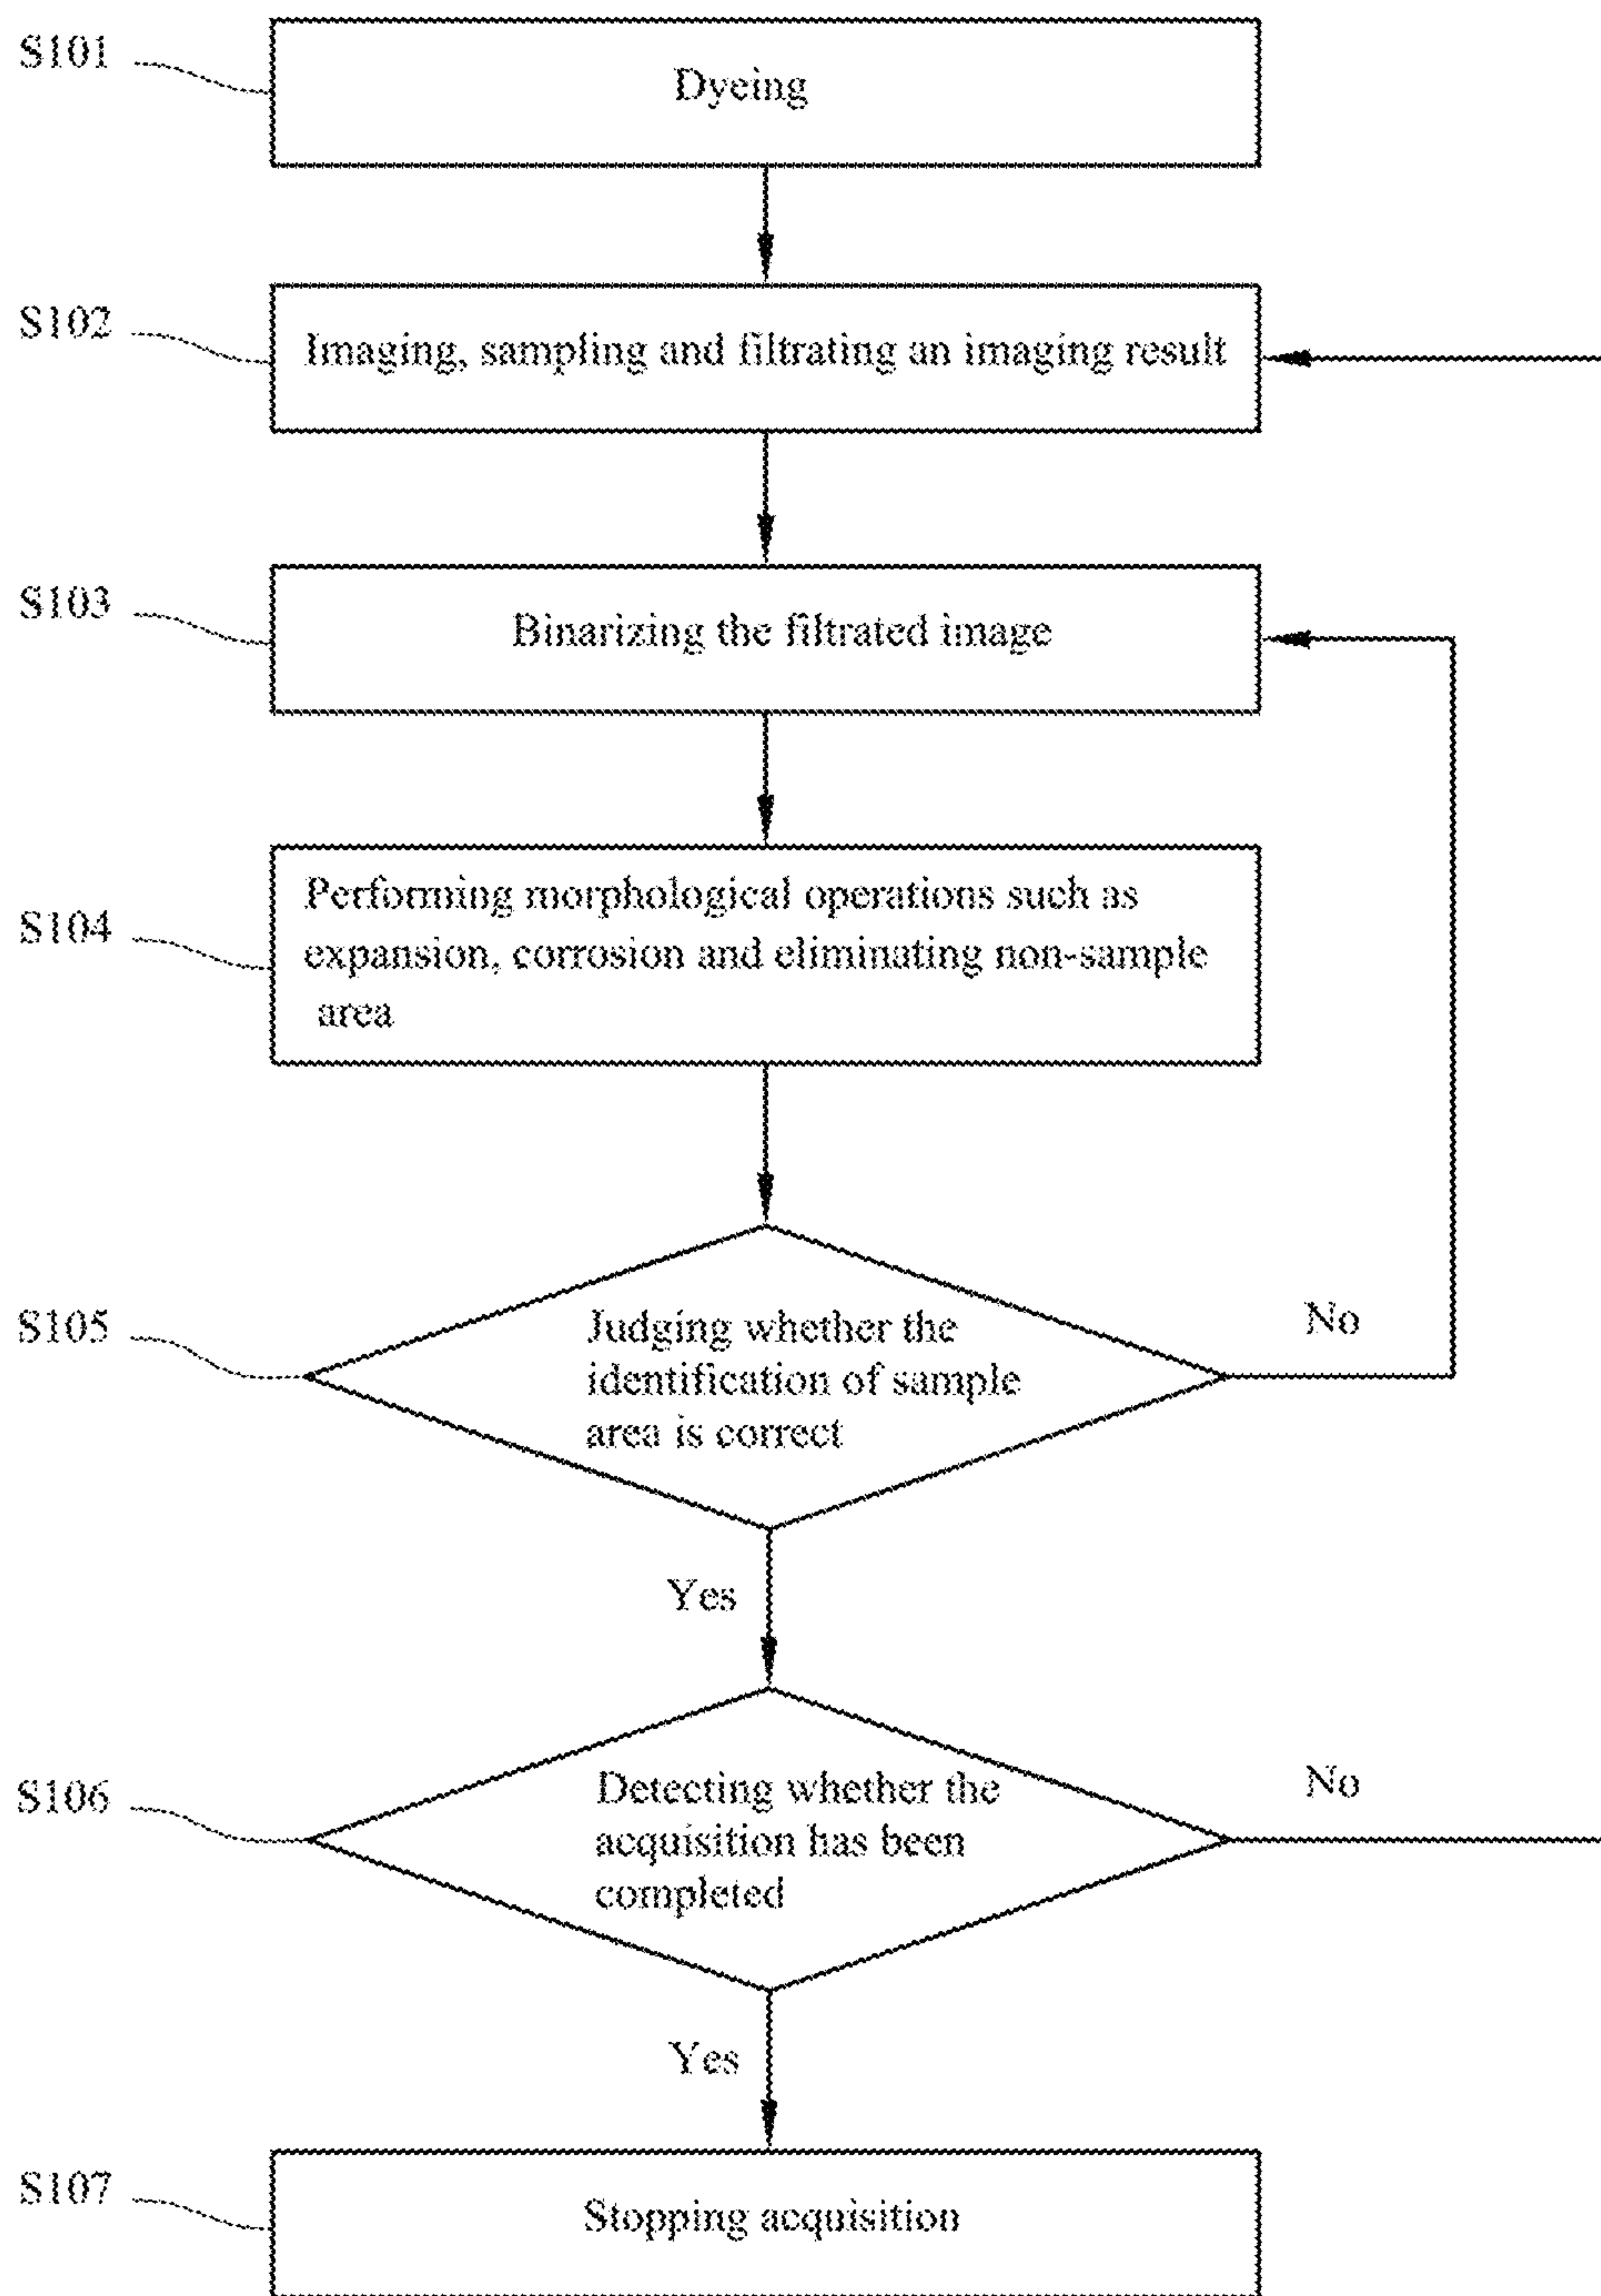 S101
Dyeing
S102
Imaging, sampling and filtrating an imaging result
S103
Binarizing the filtrated image
S104
Performing morphological operations such as
expansion, corrosion and eliminating non-sample
area
S105
Judging whether the
identification of sample
area is correct
No
Yes
S106
Detecting whether the
acquisition has been
completed
No
Yes
S107
Stopping acquisition